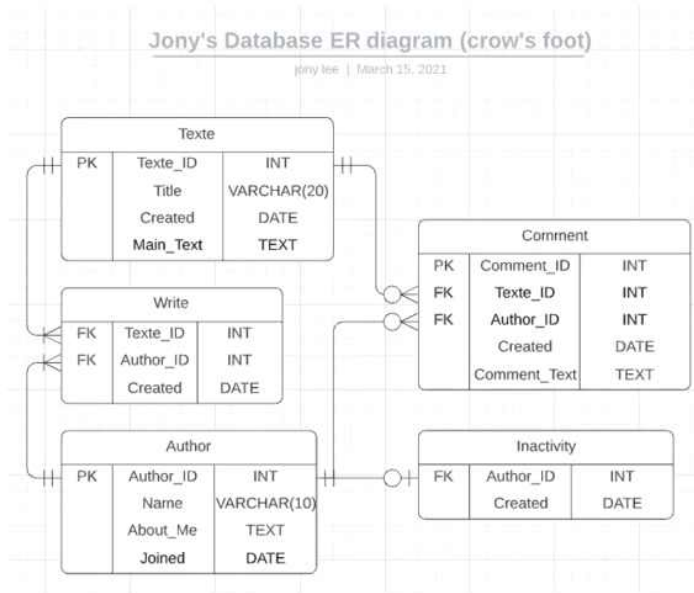 Jony's Database ER diagram (crow's foot)
jony lee | March 15, 2021
Texte
PK Texte_ID INT
Title VARCHAR(20)
Created DATE
Main_Text TEXT
Write
FK Texte_ID INT
FK Author_ID INT
Created DATE
Author
PK Author_ID INT
Name VARCHAR(10)
About_Me TEXT
Joined DATE
Comment
PK Comment_ID INT
FK Texte_ID INT
FK Author_ID INT
Created DATE
Comment_Text TEXT
Inactivity
FK Author_ID INT
Created DATE